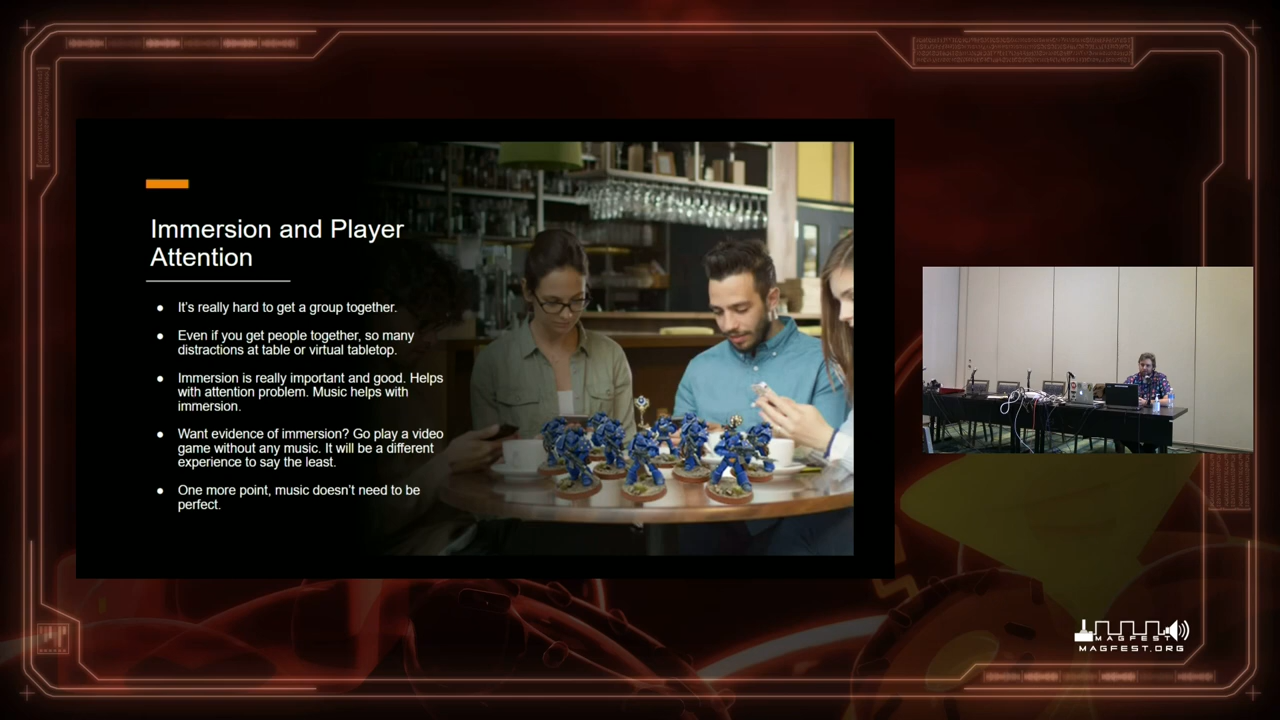 Immersion and Player
Attention
● It's really hard to get a group together.
● Even if you get people together, so many
distractions at table or virtual tabletop.
● Immersion is really important and good. Helps
with attention problem. Music helps with
immersion.
● Want evidence of immersion? Go play a video
game without any music. It will be a different
experience to say the least.
● One more point, music doesn't need to be
perfect.
MAGFEST
MAGFEST.ORG